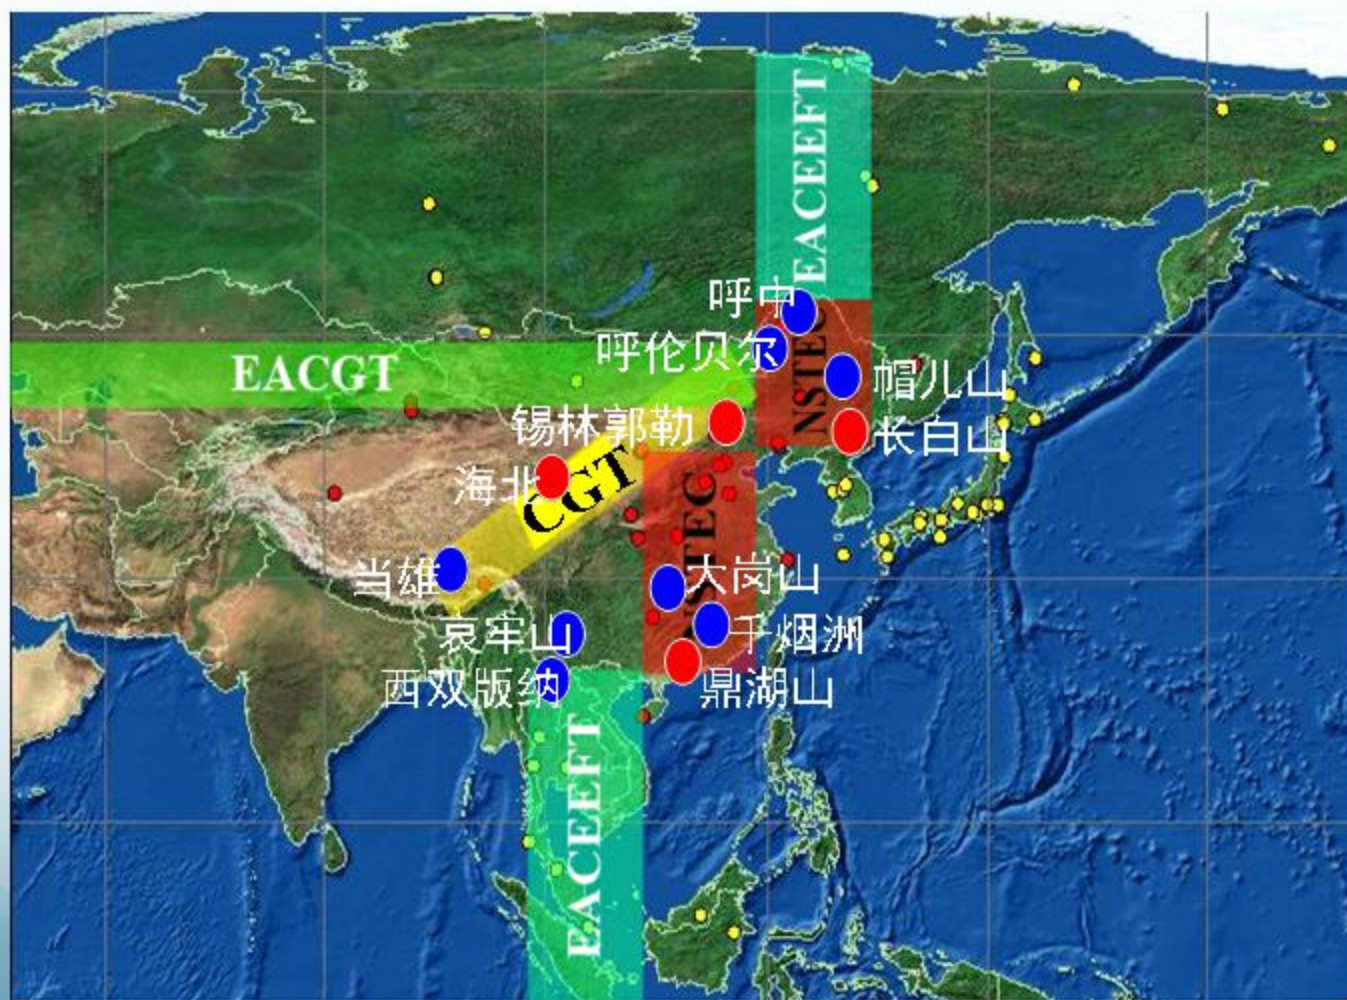 EACEEFT
呼中
呼伦贝尔
EACGT
NSTEC
帽儿山
锡林郭勒
长白山
海北
CGT
NSTEC
当雄
大岗山
哀牢山
千烟洲
西双版纳
鼎湖山
EACEEFT